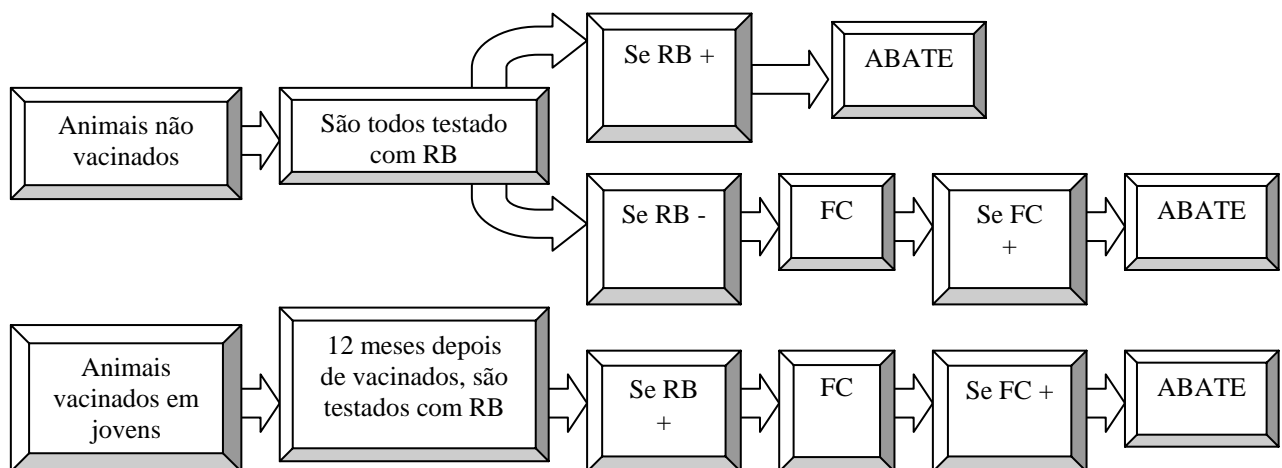 Animais não
vacinados
São todos testado
com RB
Se RB +
ABATE
Se RB -
FC
Se FC
+
ABATE
Animais
vacinados em
jovens
12 meses depois
de vacinados, são
testados com RB
Se RB
+
FC
Se FC +
ABATE